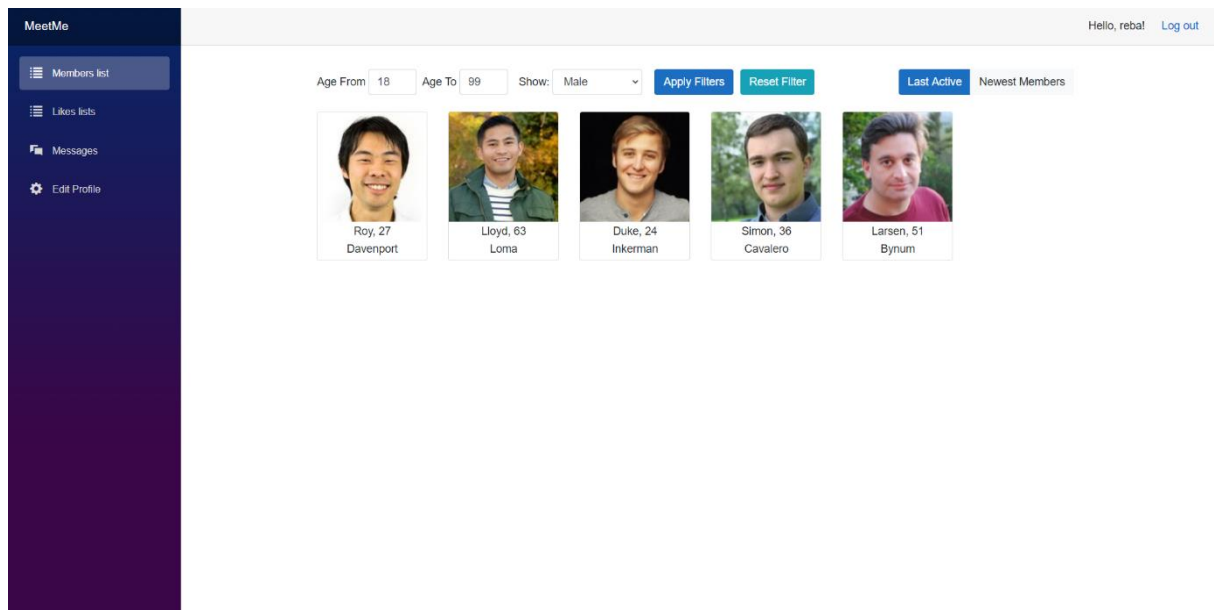 MeetMe
Hello, reba! Log out
Members list
Likes lists
Messages
Edit Profile
Age From 18 Age To 99 Show: Male Apply Filters Reset Filter Last Active Newest Members
Roy, 27
Davenport
Lloyd, 63
Loma
Duke, 24
Inkerman
Simon, 36
Cavalero
Larsen, 51
Bynum